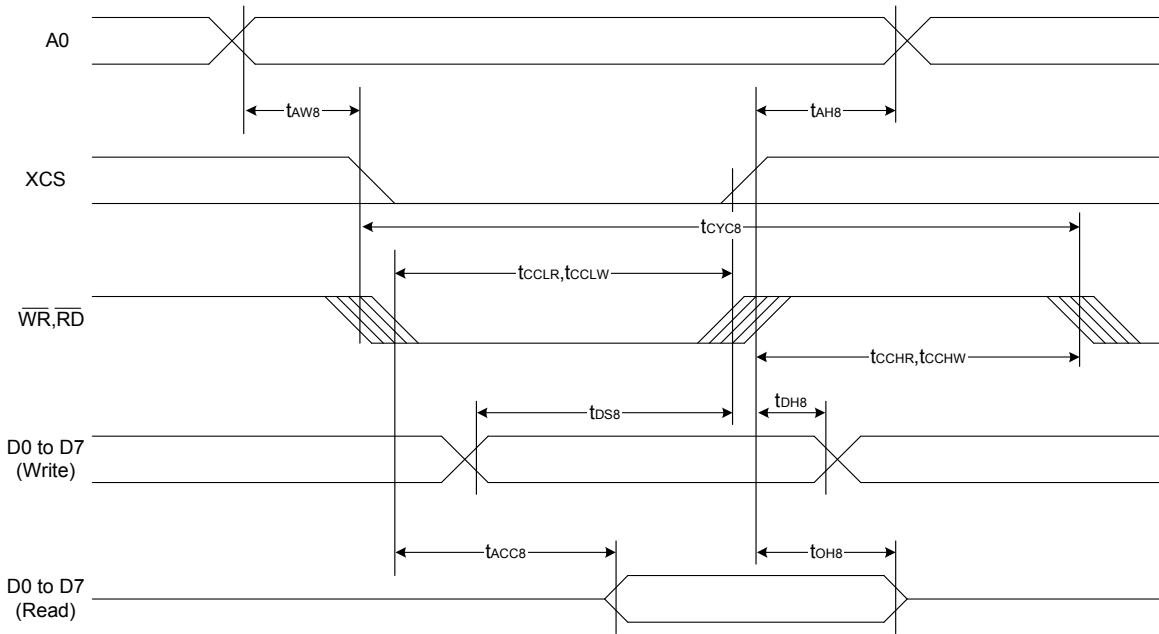 A0
tAW8
tAH8
XCS
tCYC8
tCCLR,tCCLW
WR,RD
tCCHR,tCCHW
tDS8
tDH8
D0 to D7
(Write)
tACC8
tOH8
D0 to D7
(Read)